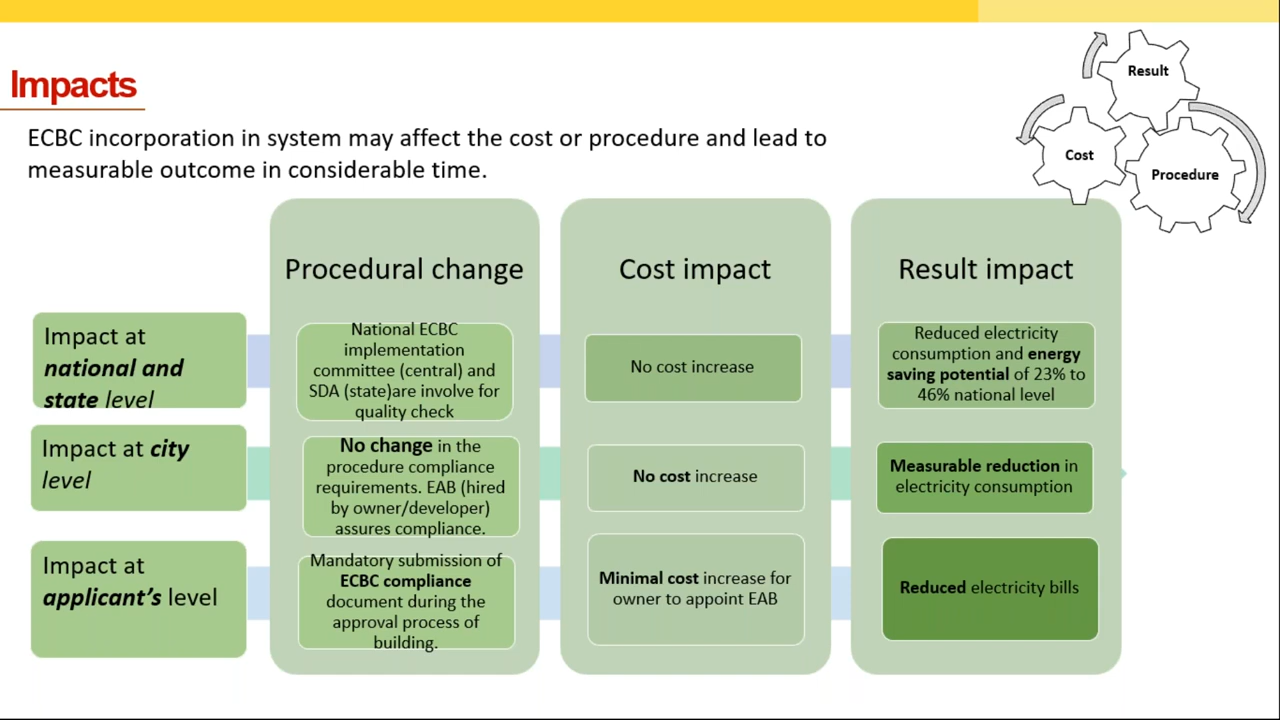 Impacts
ECBC incorporation in system may affect the cost or procedure and lead to
measurable outcome in considerable time.
Result
Cost
Procedure
Procedural change
Cost impact
Result impact
Impact at
national and
state level
National ECBC
implementation
committee (central) and
SDA (state)are involve for
quality check
No cost increase
Reduced electricity
consumption and energy
saving potential of 23% to
46% national level
Impact at city
level
No change in the
procedure compliance
requirements. EAB (hired
by owner/developer)
assures compliance.
No cost increase
Measurable reduction in
electricity consumption
Impact at
applicant’s level
Mandatory submission of
ECBC compliance
document during the
approval process of
building.
Minimal cost increase for
owner to appoint EAB
Reduced electricity bills